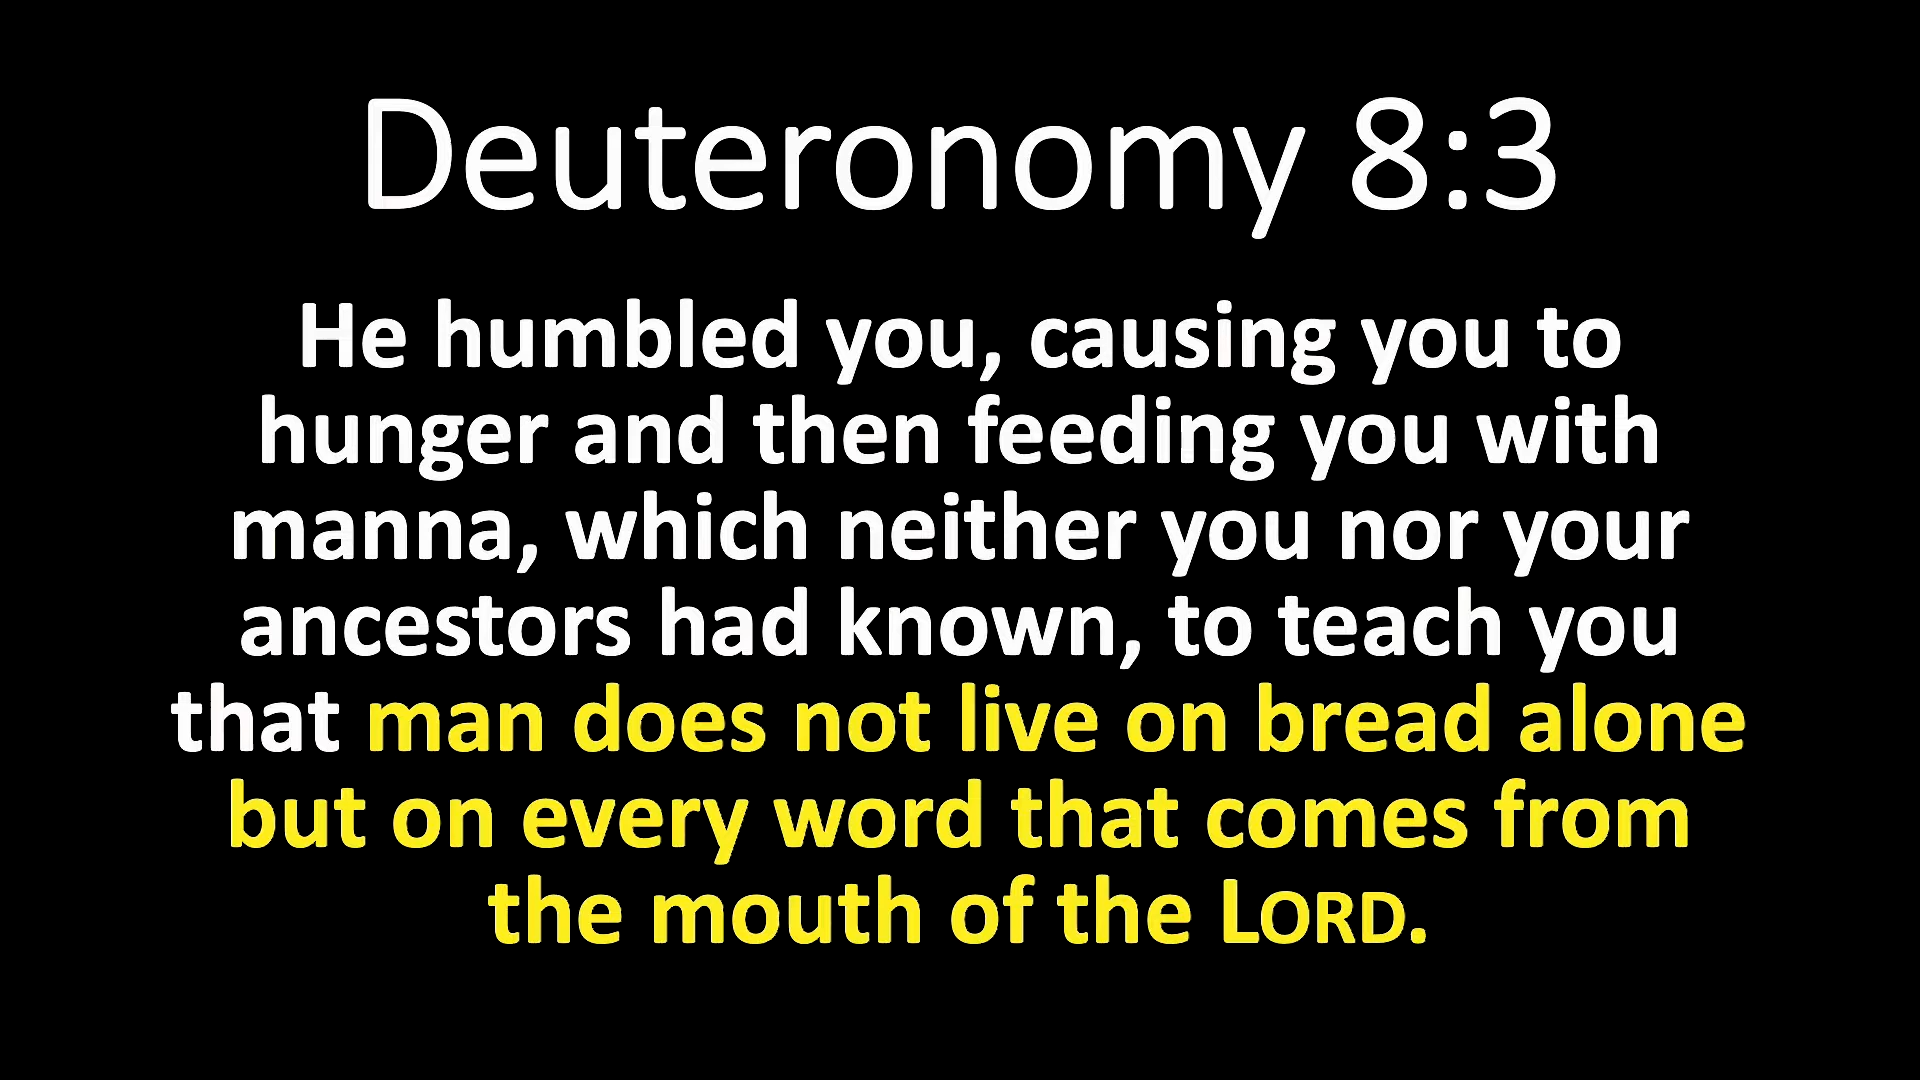 Deuteronomy 8:3
He humbled you, causing you to
hunger and then feeding you with
manna, which neither you nor your
ancestors had known, to teach you
that man does not live on bread alone
but on every word that comes from
the mouth of the LORD.